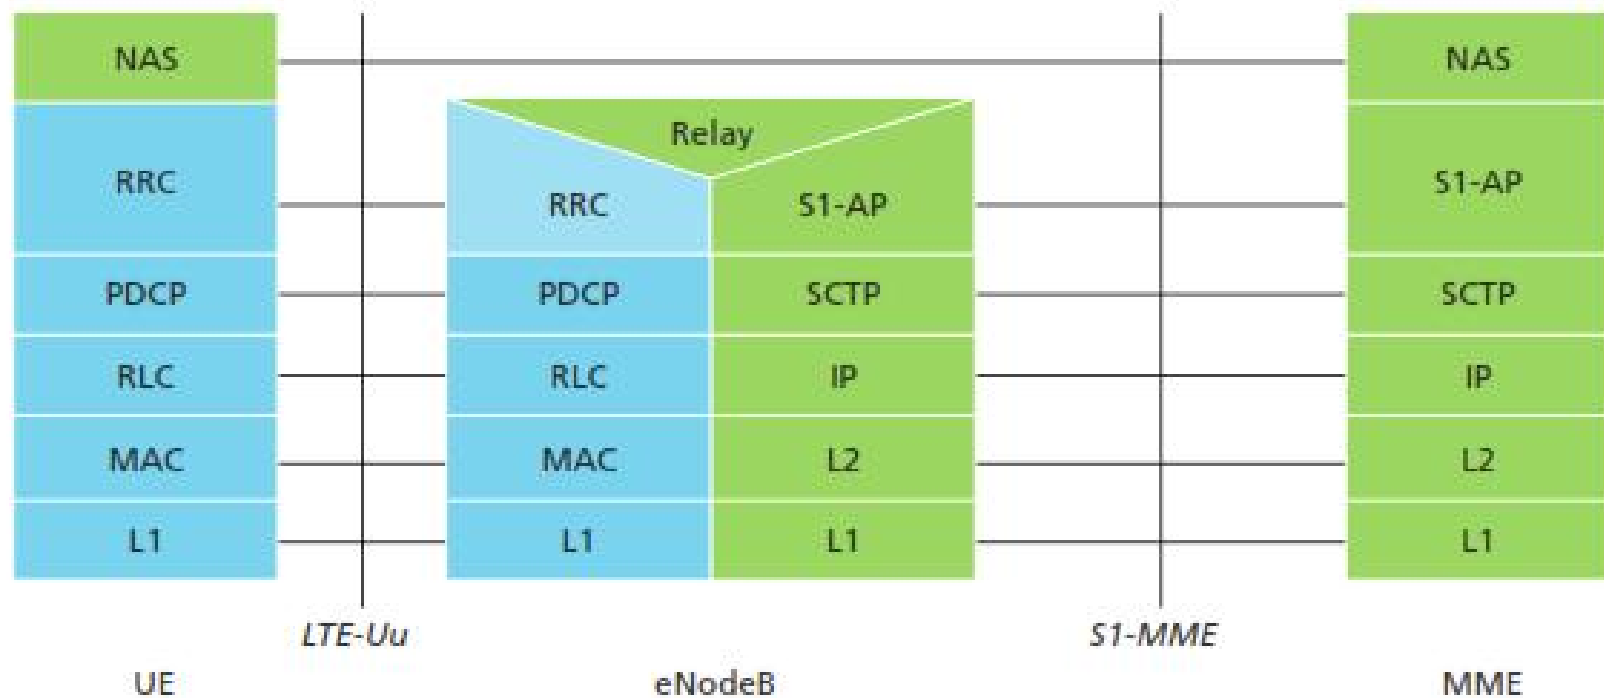 NAS NAS
Relay
RRC RRC S1-AP S1-AP
PDCP PDCP SCTP SCTP
RLC RLC IP IP
MAC MAC L2 L2
L1 L1 L1 L1
LTE-Uu S1-MME
UE eNodeB MME